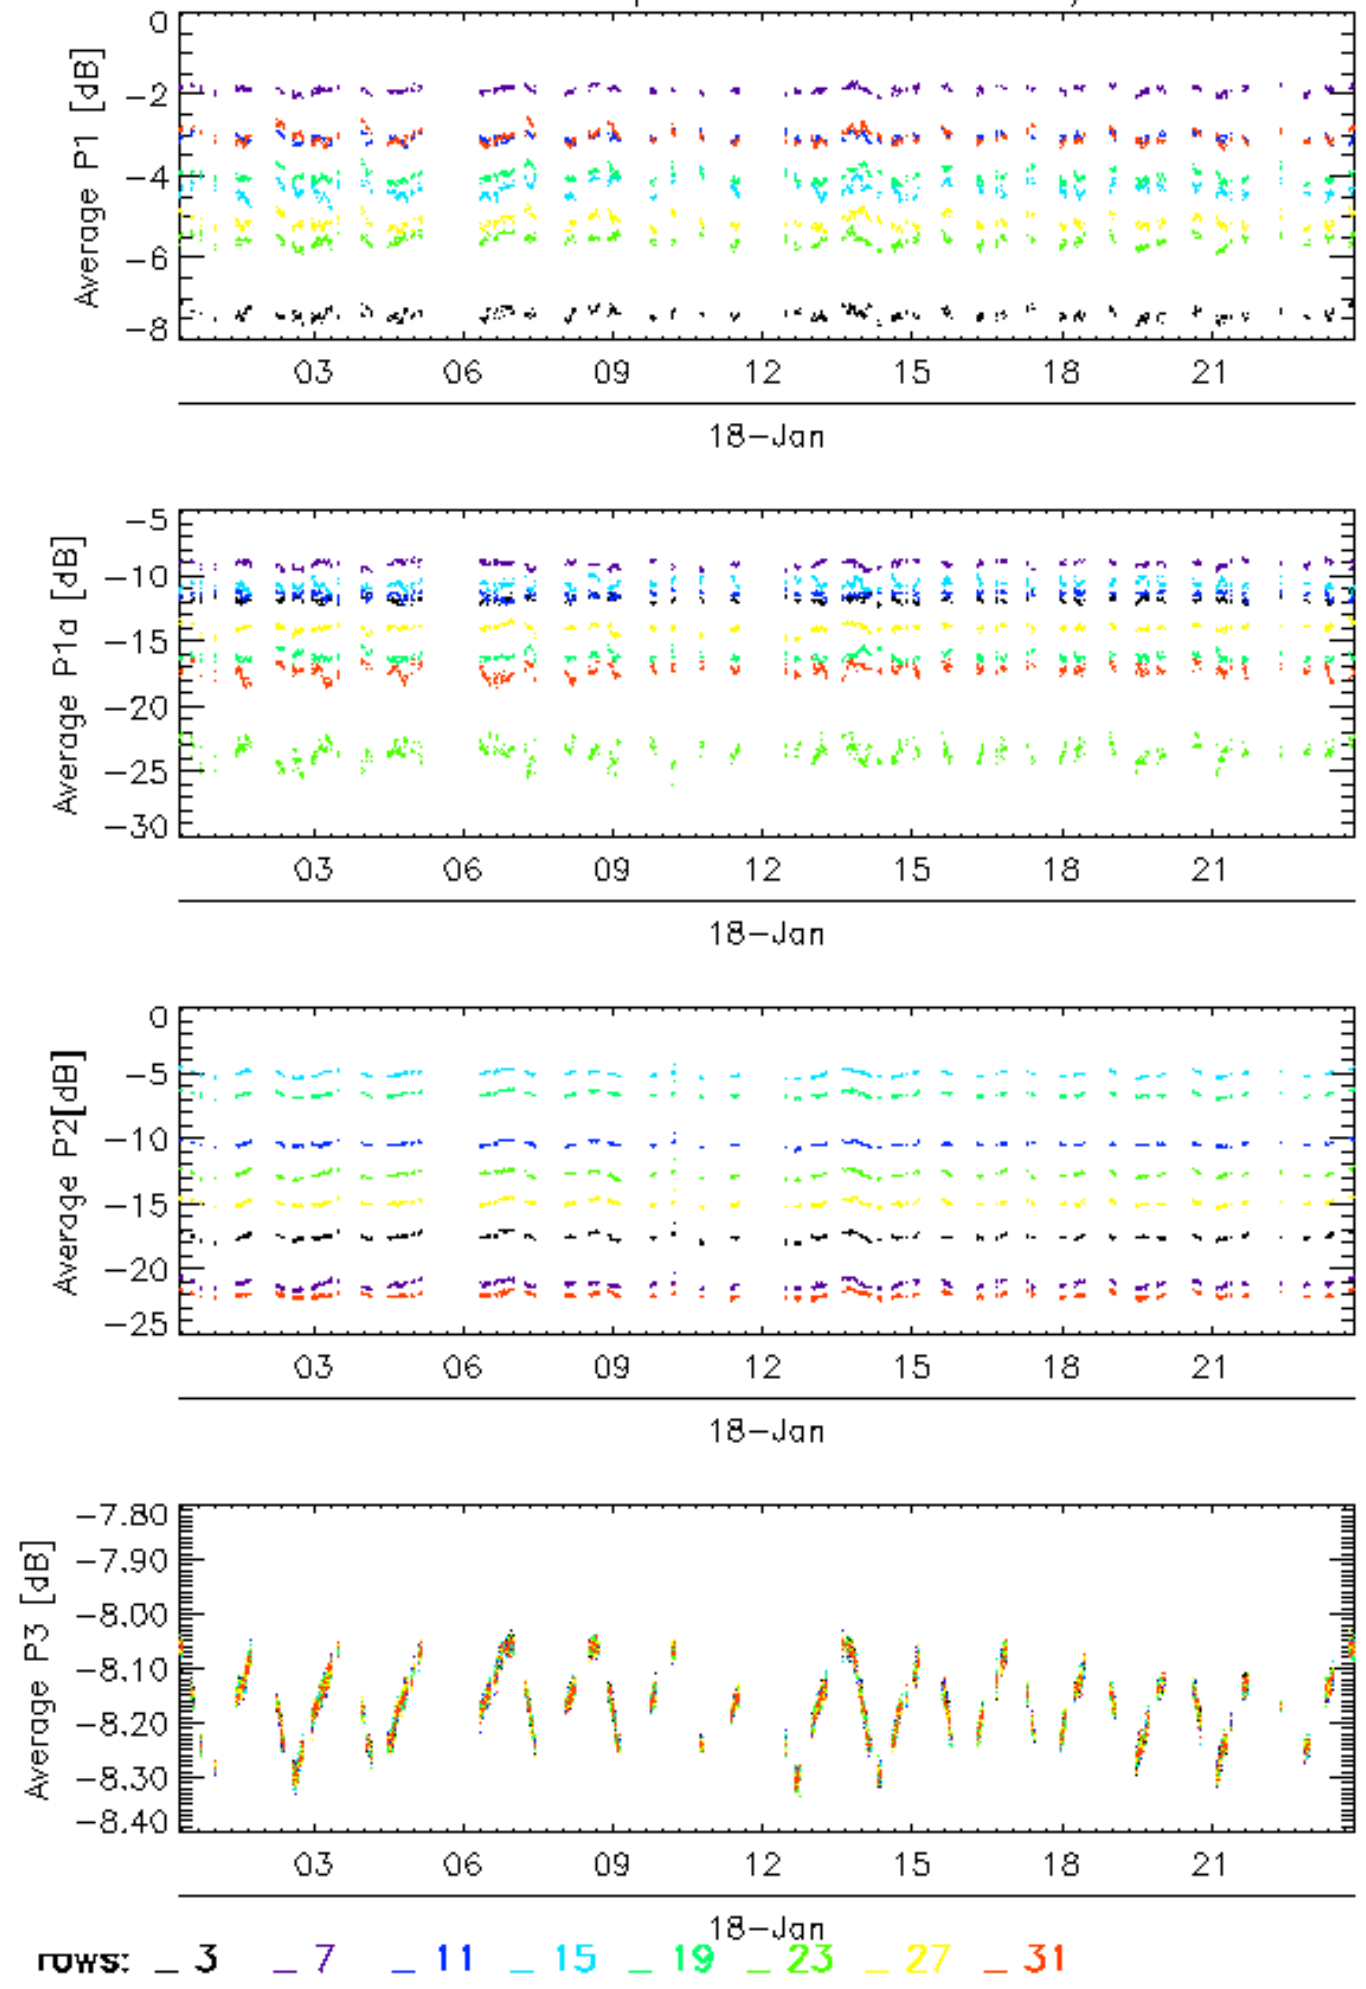 0
-2
-4
-6
-8
Average P1 [dB]
03 06 09 12 15 18 21
18-Jan
-5
-10
-15
-20
-25
-30
Average P1a [dB]
03 06 09 12 15 18 21
18-Jan
0
-5
-10
-15
-20
-25
Average P2[dB]
03 06 09 12 15 18 21
18-Jan
-7.80
-7.90
-8.00
-8.10
-8.20
-8.30
-8.40
Average P3 [dB]
03 06 09 12 15 18 21
18-Jan
rows: _ 3 _ 7 _ 11 _ 15 _ 19 _ 23 _ 27 _ 31